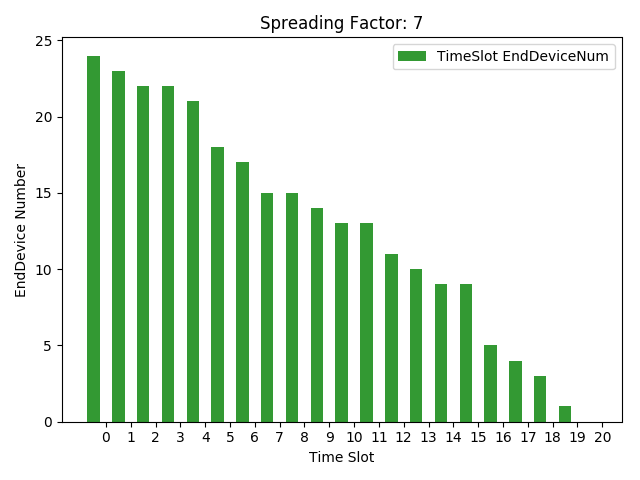 Spreading Factor: 7
TimeSlot EndDeviceNum
EndDevice Number
25
20
15
10
5
0
0 1 2 3 4 5 6 7 8 9 10 11 12 13 14 15 16 17 18 19 20
Time Slot